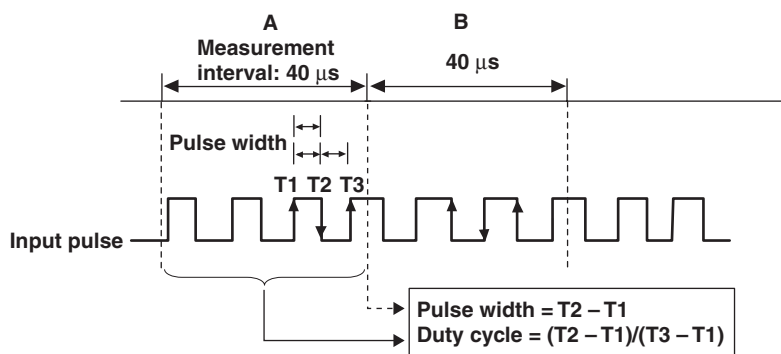 A
Measurement
interval: 40 μs
B
40 μs
Pulse width
T1 T2 T3
Input pulse
Pulse width = T2 – T1
Duty cycle = (T2 – T1)/(T3 – T1)